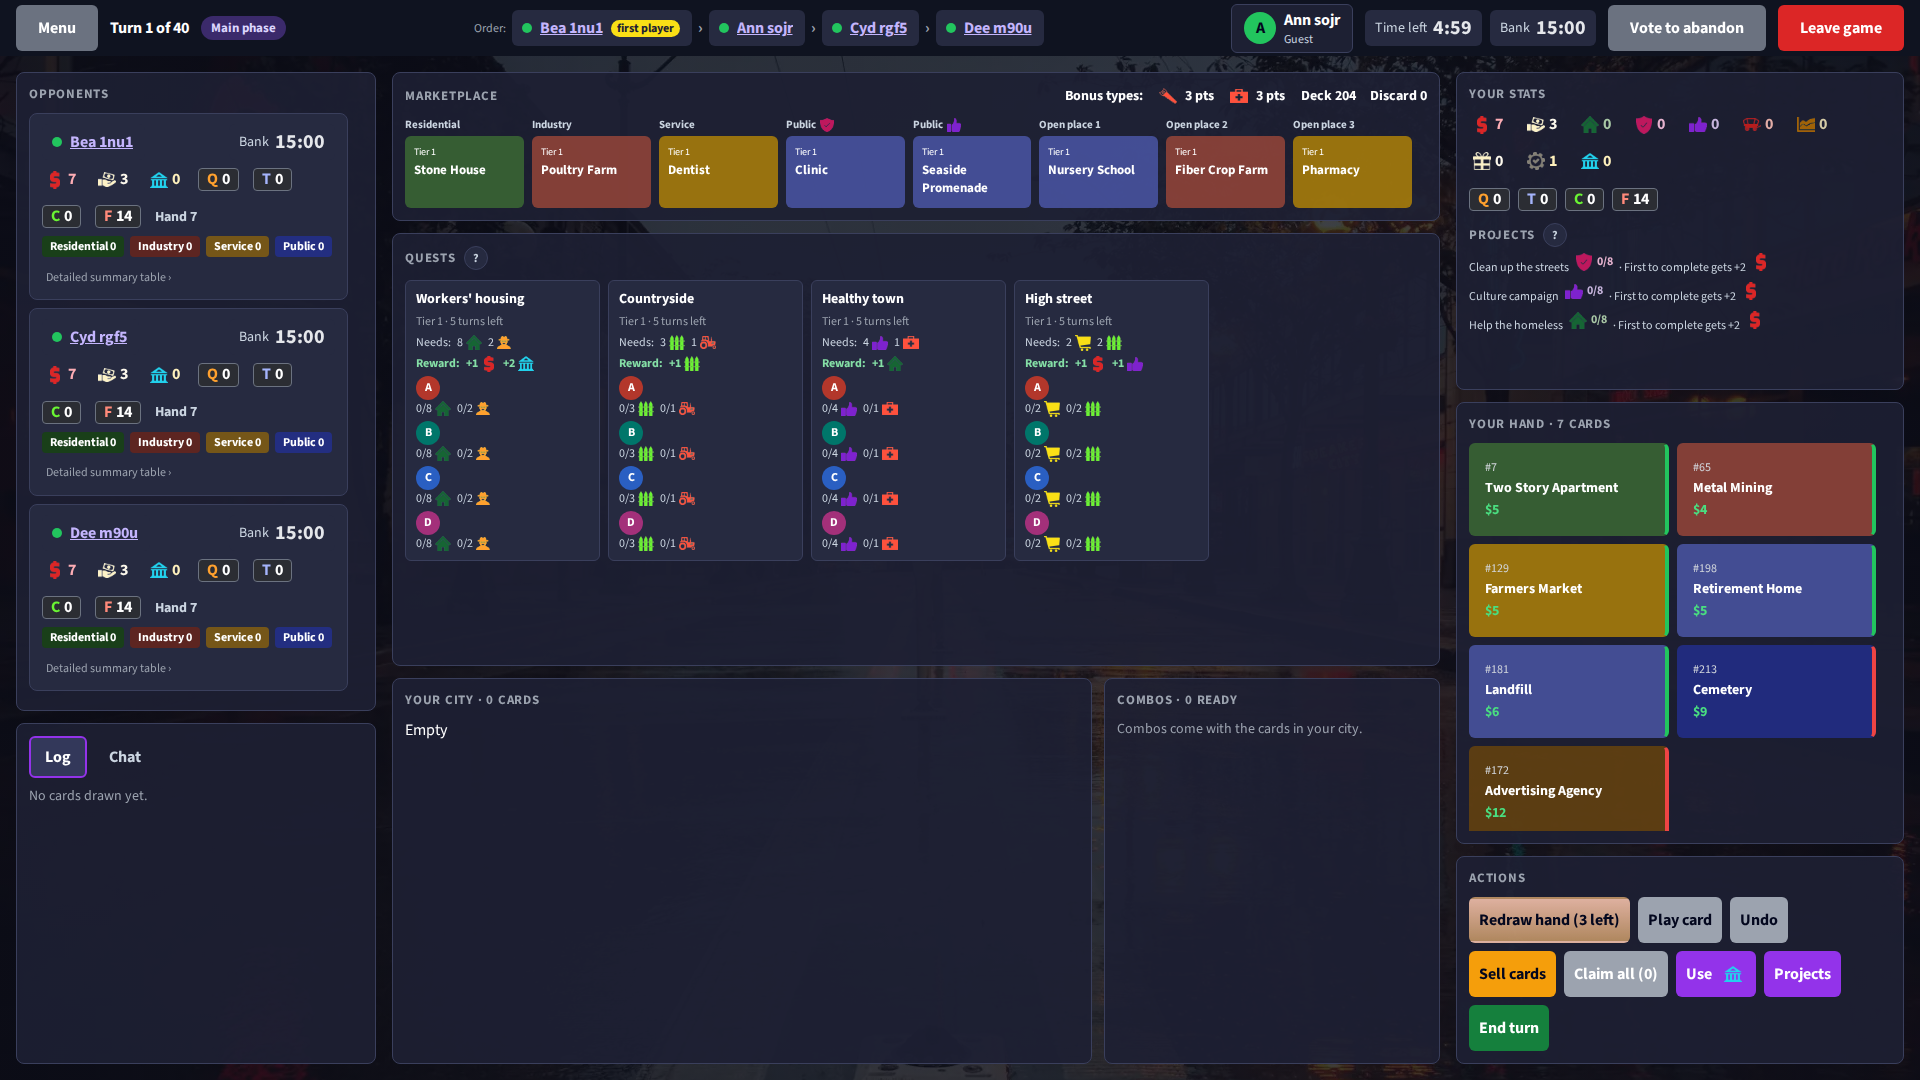 Menu
Turn 1 of 40
Main phase
Order:
Bea 1nu1 first player › Ann sojr › Cyd rgf5 › Dee m90u
A
Ann sojr
Guest
Time left 4:59
Bank 15:00
Vote to abandon
Leave game
OPPONENTS
Bea 1nu1
Bank 15:00
7 3 0 Q 0 T 0
C 0 F 14 Hand 7
Residential 0 Industry 0 Service 0 Public 0
Detailed summary table ›
Cyd rgf5
Bank 15:00
7 3 0 Q 0 T 0
C 0 F 14 Hand 7
Residential 0 Industry 0 Service 0 Public 0
Detailed summary table ›
Dee m90u
Bank 15:00
7 3 0 Q 0 T 0
C 0 F 14 Hand 7
Residential 0 Industry 0 Service 0 Public 0
Detailed summary table ›
Log
Chat
No cards drawn yet.
MARKETPLACE
Bonus types: 3 pts 3 pts Deck 204 Discard 0
Residential
Tier 1
Stone House
Industry
Tier 1
Poultry Farm
Service
Tier 1
Dentist
Public
Tier 1
Clinic
Public
Tier 1
Seaside
Promenade
Open place 1
Tier 1
Nursery School
Open place 2
Tier 1
Fiber Crop Farm
Open place 3
Tier 1
Pharmacy
QUESTS ?
Workers' housing
Tier 1 · 5 turns left
Needs: 8 2
Reward: +1 +2
A
0/8 0/2
B
0/8 0/2
C
0/8 0/2
D
0/8 0/2
Countryside
Tier 1 · 5 turns left
Needs: 3 1
Reward: +1
A
0/3 0/1
B
0/3 0/1
C
0/3 0/1
D
0/3 0/1
Healthy town
Tier 1 · 5 turns left
Needs: 4 1
Reward: +1
A
0/4 0/1
B
0/4 0/1
C
0/4 0/1
D
0/4 0/1
High street
Tier 1 · 5 turns left
Needs: 2 2
Reward: +1 +1
A
0/2 0/2
B
0/2 0/2
C
0/2 0/2
D
0/2 0/2
YOUR CITY · 0 CARDS
Empty
COMBOS · 0 READY
Combos come with the cards in your city.
YOUR STATS
7 3 0 0 0 0 0
0 1 0
Q 0 T 0 C 0 F 14
PROJECTS ?
Clean up the streets 0/8 · First to complete gets +2
Culture campaign 0/8 · First to complete gets +2
Help the homeless 0/8 · First to complete gets +2
YOUR HAND · 7 CARDS
#7
Two Story Apartment
$5
#65
Metal Mining
$4
#129
Farmers Market
$5
#198
Retirement Home
$5
#181
Landfill
$6
#213
Cemetery
$9
#172
Advertising Agency
$12
ACTIONS
Redraw hand (3 left)
Play card
Undo
Sell cards
Claim all (0)
Use
Projects
End turn